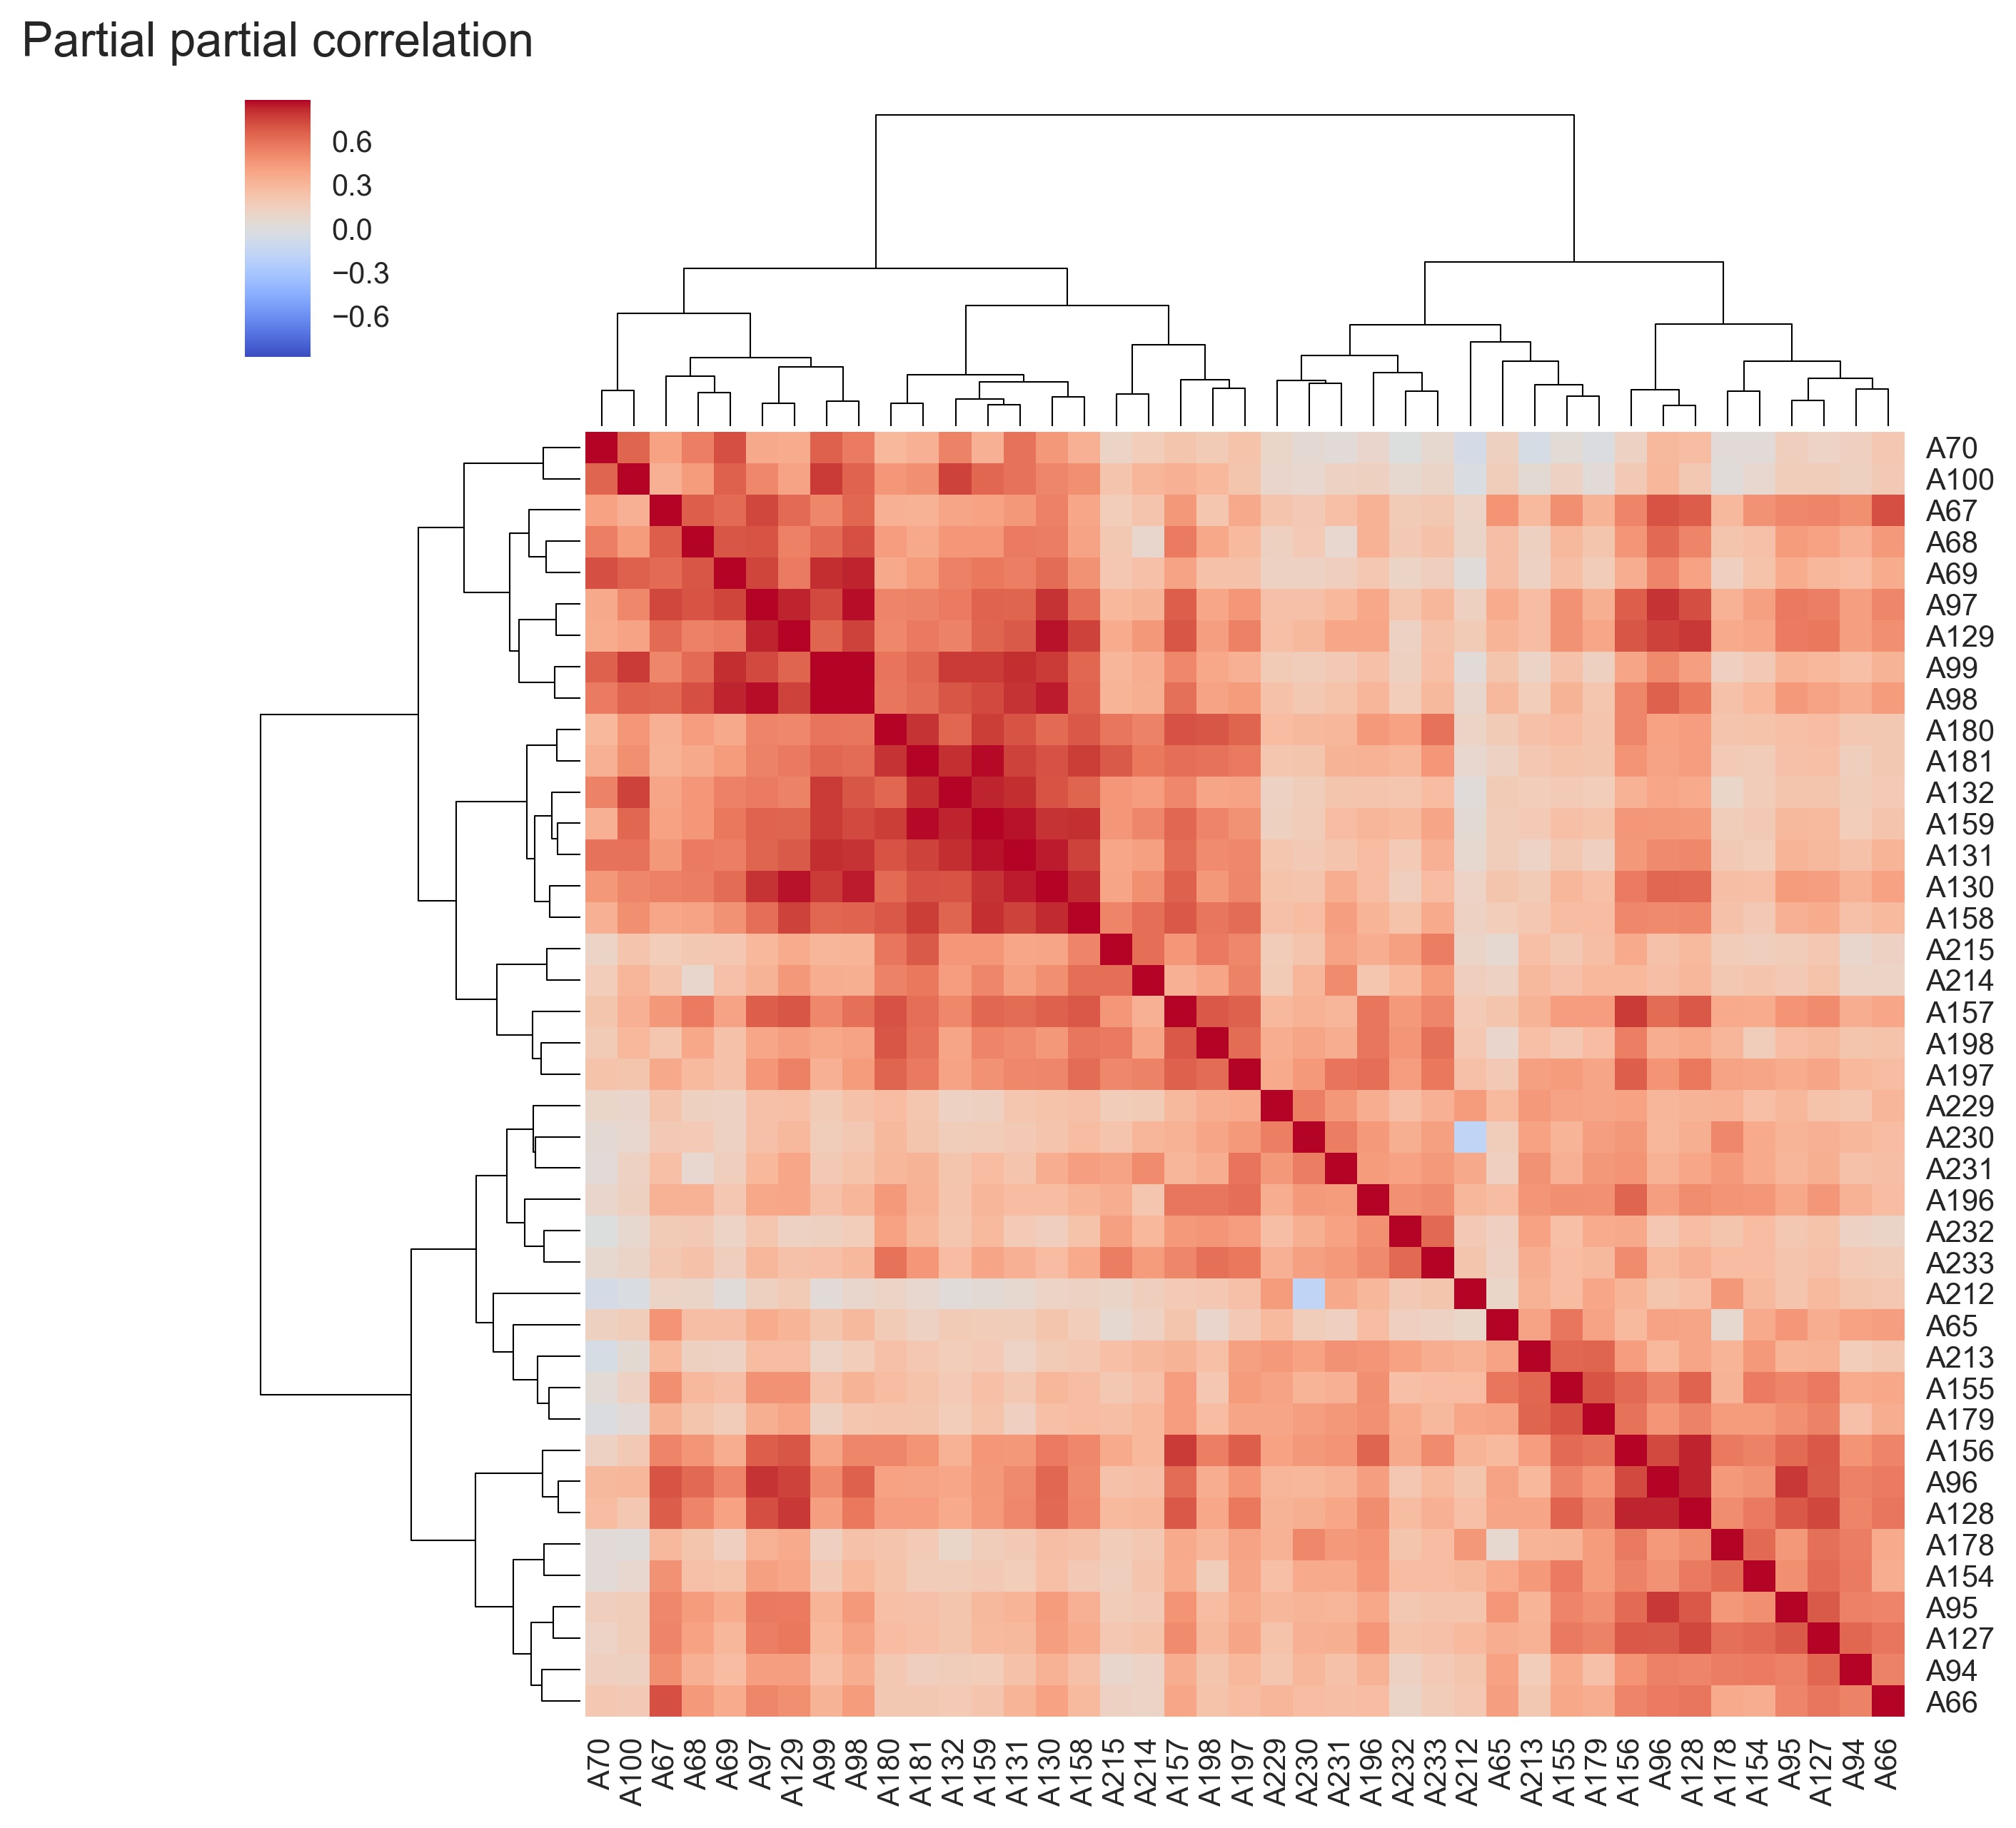 Partial partial correlation
0.6
0.3
0.0
−0.3
−0.6
A70
A100
A67
A68
A69
A97
A129
A99
A98
A180
A181
A132
A159
A131
A130
A158
A215
A214
A157
A198
A197
A229
A230
A231
A196
A232
A233
A212
A65
A213
A155
A179
A156
A96
A128
A178
A154
A95
A127
A94
A66
A70 A100 A67 A68 A69 A97 A129 A99 A98 A180 A181 A132 A159 A131 A130 A158 A215 A214 A157 A198 A197 A229 A230 A231 A196 A232 A233 A212 A65 A213 A155 A179 A156 A96 A128 A178 A154 A95 A127 A94 A66